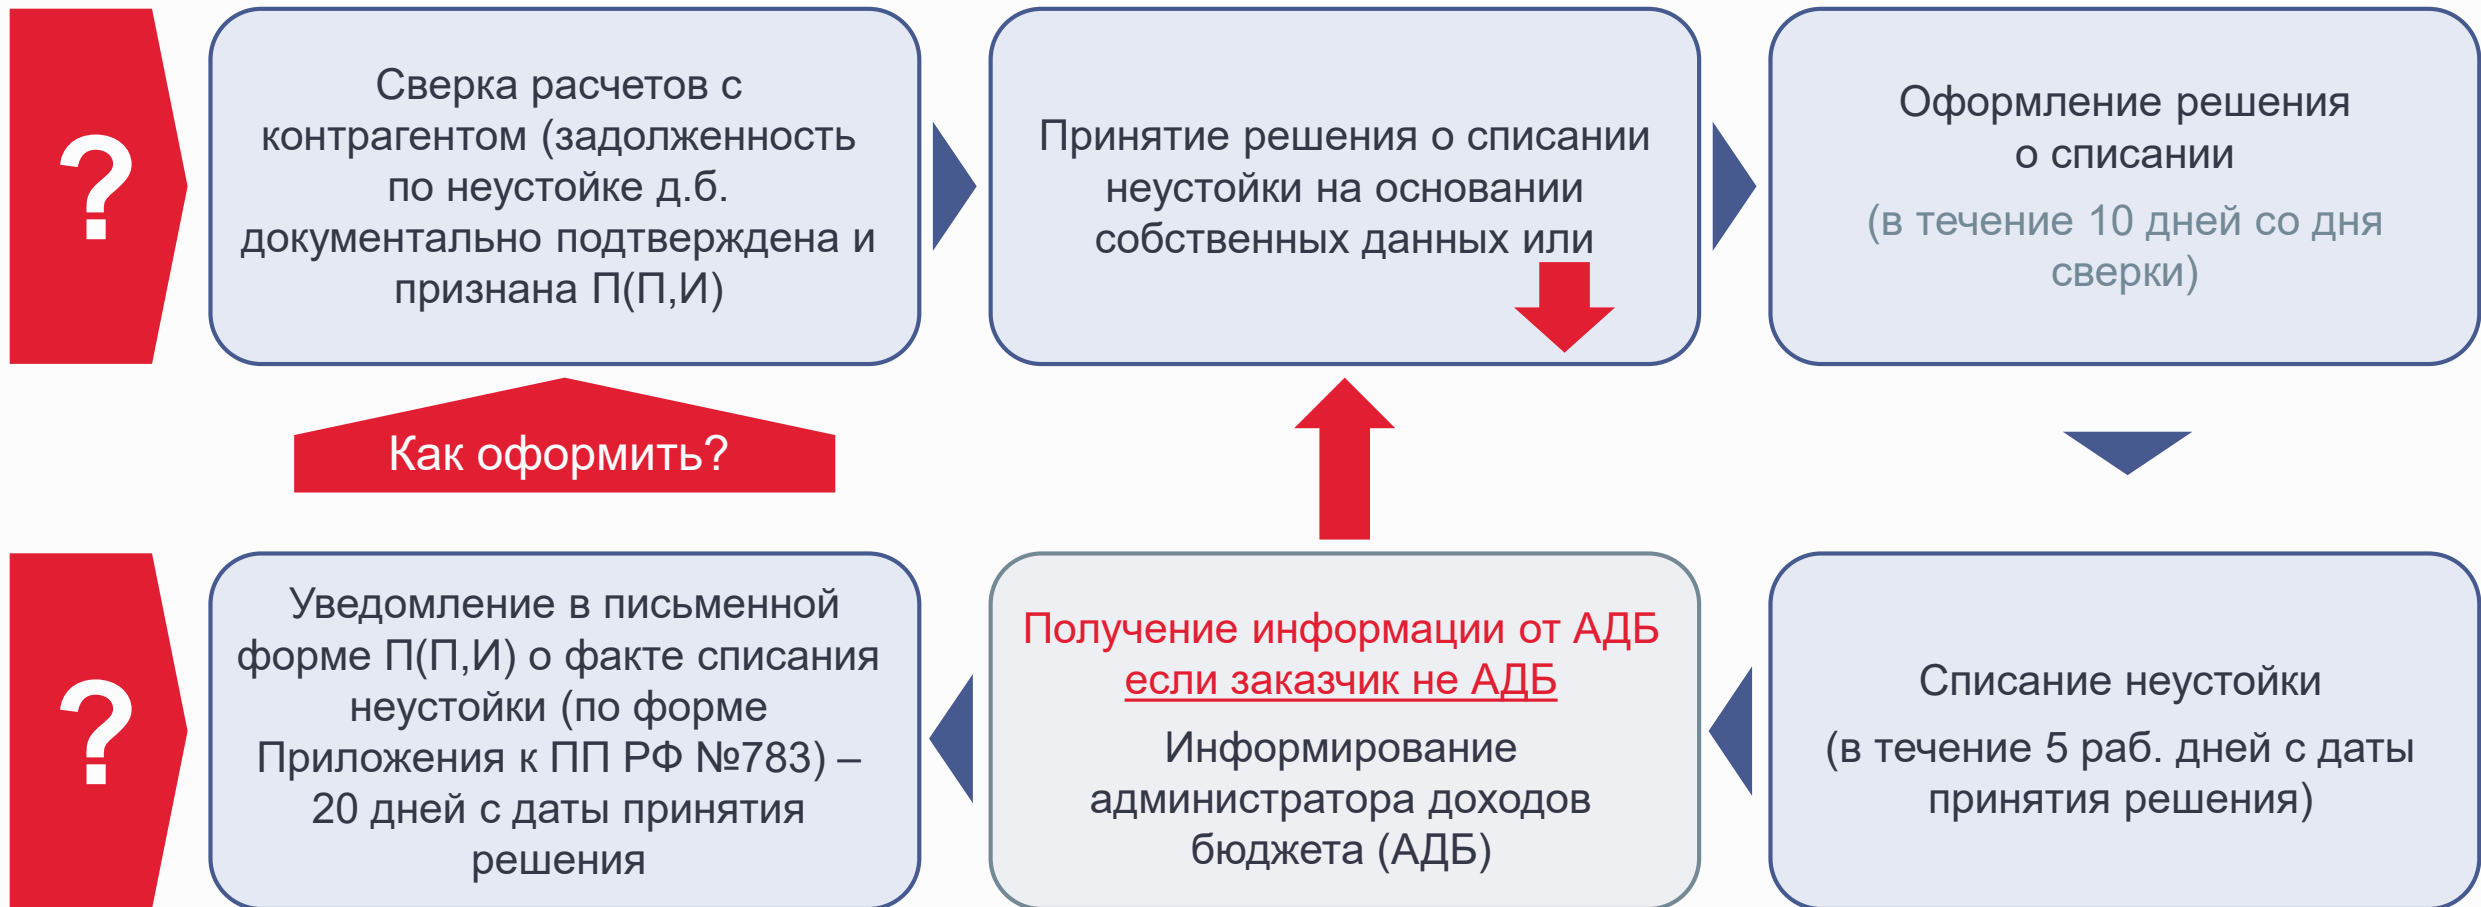 ?
Сверка расчетов с
контрагентом (задолженность
по неустойке д.б.
документально подтверждена и
признана П(П,И)
Принятие решения о списании
неустойки на основании
собственных данных или
Оформление решения
о списании
(в течение 10 дней со дня
сверки)
Как оформить?
?
Уведомление в письменной
форме П(П,И) о факте списания
неустойки (по форме
Приложения к ПП РФ №783) –
20 дней с даты принятия
решения
Получение информации от АДБ
если заказчик не АДБ
Информирование
администратора доходов
бюджета (АДБ)
Списание неустойки
(в течение 5 раб. дней с даты
принятия решения)